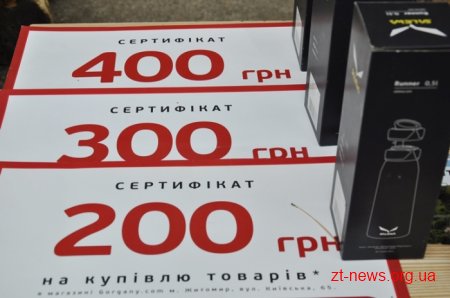 СЕРТИФІКАТ
400 грн
СЕРТИФІКАТ
300 грн
СЕРТИФІКАТ
200 грн
на купівлю товарів*
в магазині Gorgany.com м. Житомир, вул. Київська, 65.
SALEWA
Runner 0,5l
SALEWA
zt-news.org.ua